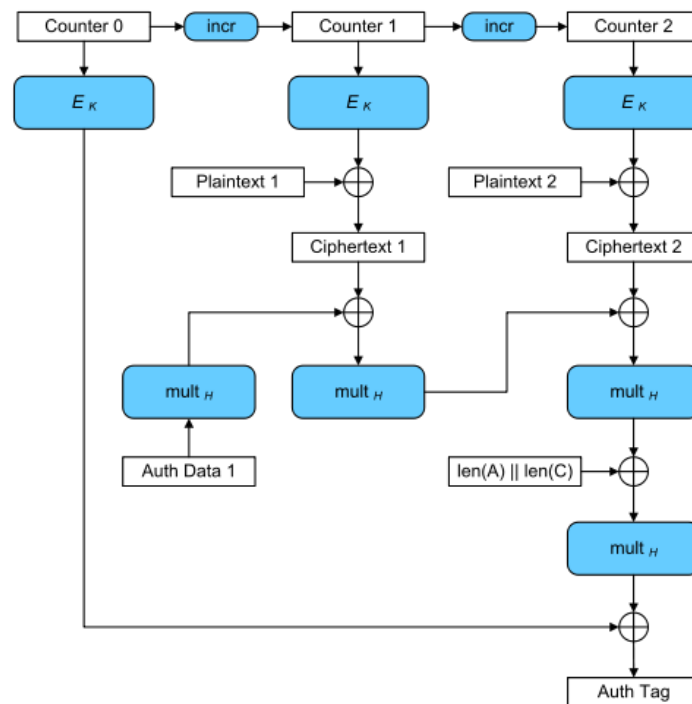 Counter 0
incr
Counter 1
incr
Counter 2
E K
E K
E K
Plaintext 1
Plaintext 2
Ciphertext 1
Ciphertext 2
mult H
mult H
mult H
Auth Data 1
len(A) || len(C)
mult H
Auth Tag